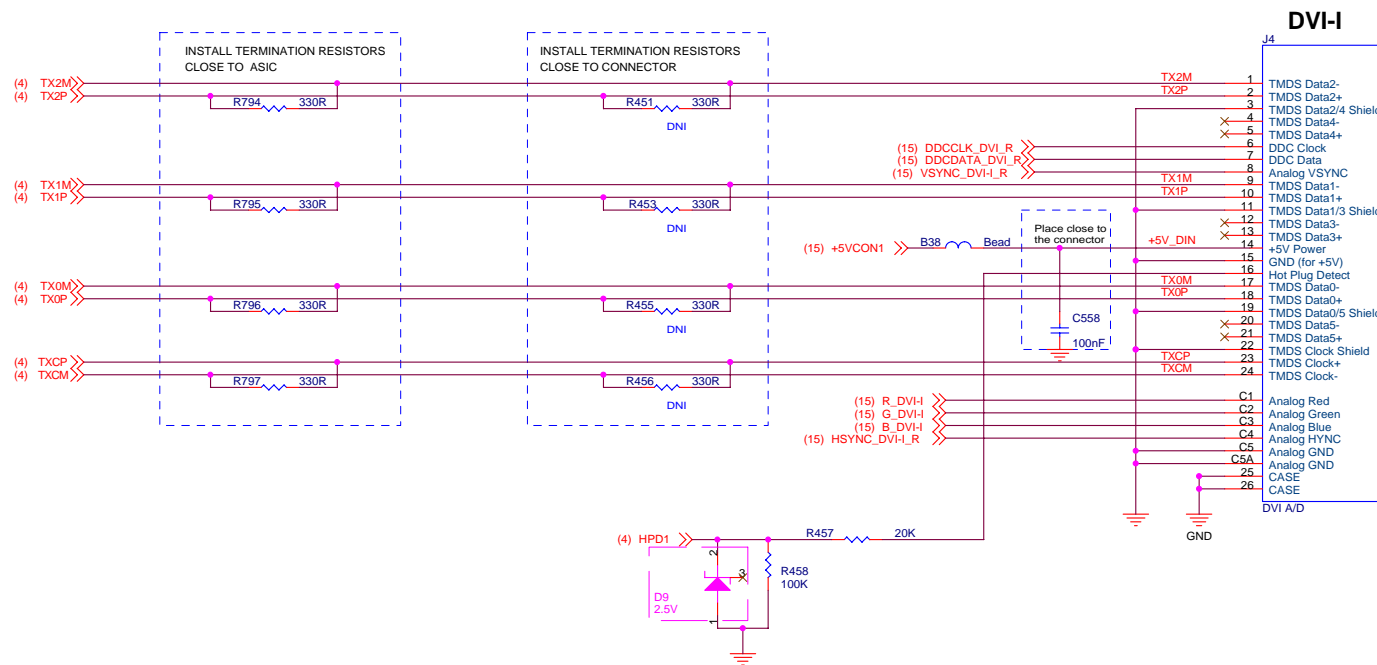 DVI-I
J4
INSTALL TERMINATION RESISTORS
CLOSE TO ASIC
INSTALL TERMINATION RESISTORS
CLOSE TO CONNECTOR
(4) TX2M
(4) TX2P
R794 330R
R451 330R
DNI
TX2M
TX2P
(15) DDCCLK_DVI_R
(15) DDCDATA_DVI_R
(15) VSYNC_DVI-I_R
(4) TX1M
(4) TX1P
R795 330R
R453 330R
DNI
TX1M
TX1P
(15) +5VCON1
B38 Bead
Place close to
the connector
+5V_DIN
C558
100nF
(4) TX0M
(4) TX0P
R796 330R
R455 330R
DNI
TX0M
TX0P
(4) TXCP
(4) TXCM
R797 330R
R456 330R
DNI
TXCP
TXCM
(15) R_DVI-I
(15) G_DVI-I
(15) B_DVI-I
(15) HSYNC_DVI-I_R
1 TMDS Data2-
2 TMDS Data2+
3 TMDS Data2/4 Shield
4 TMDS Data4-
5 TMDS Data4+
6 DDC Clock
7 DDC Data
8 Analog VSYNC
9 TMDS Data1-
10 TMDS Data1+
11 TMDS Data1/3 Shield
12 TMDS Data3-
13 TMDS Data3+
14 +5V Power
15 GND (for +5V)
16 Hot Plug Detect
17 TMDS Data0-
18 TMDS Data0+
19 TMDS Data0/5 Shield
20 TMDS Data5-
21 TMDS Data5+
22 TMDS Clock Shield
23 TMDS Clock+
24 TMDS Clock-
C1 Analog Red
C2 Analog Green
C3 Analog Blue
C4 Analog HYNC
C5 Analog GND
C5A Analog GND
25 CASE
26 CASE
DVI A/D
GND
(4) HPD1
R457 20K
2
3
1
D9
2.5V
R458
100K